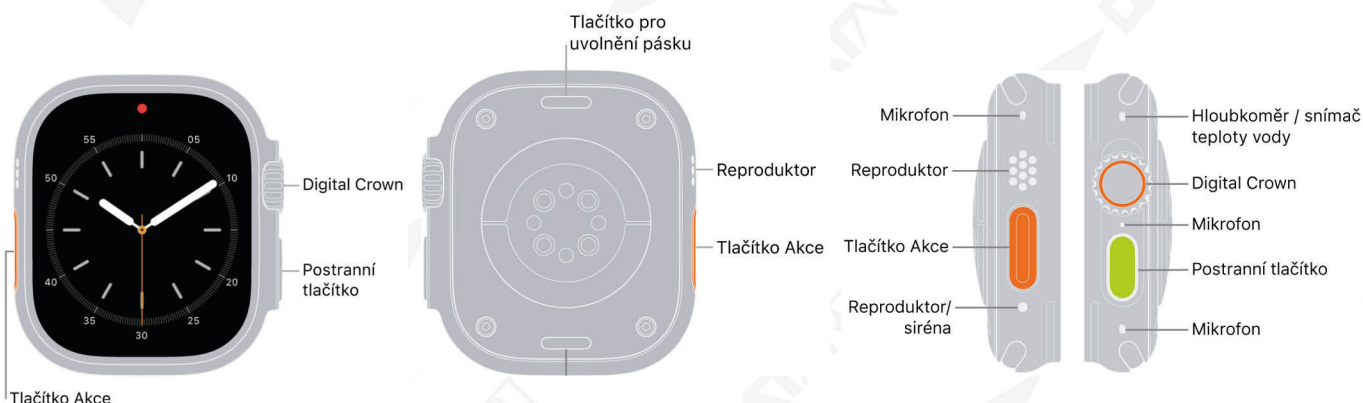 55
05
50
10
40
20
35
25
30
Digital Crown
Postranní
tlačítko
Tlačítko Akce
Tlačítko pro
uvolnění pásku
Reproduktor
Tlačítko Akce
Mikrofon
Reproduktor
Tlačítko Akce
Reproduktor/
siréna
Hloubkoměr / snímač
teploty vody
Digital Crown
Mikrofon
Postranní tlačítko
Mikrofon